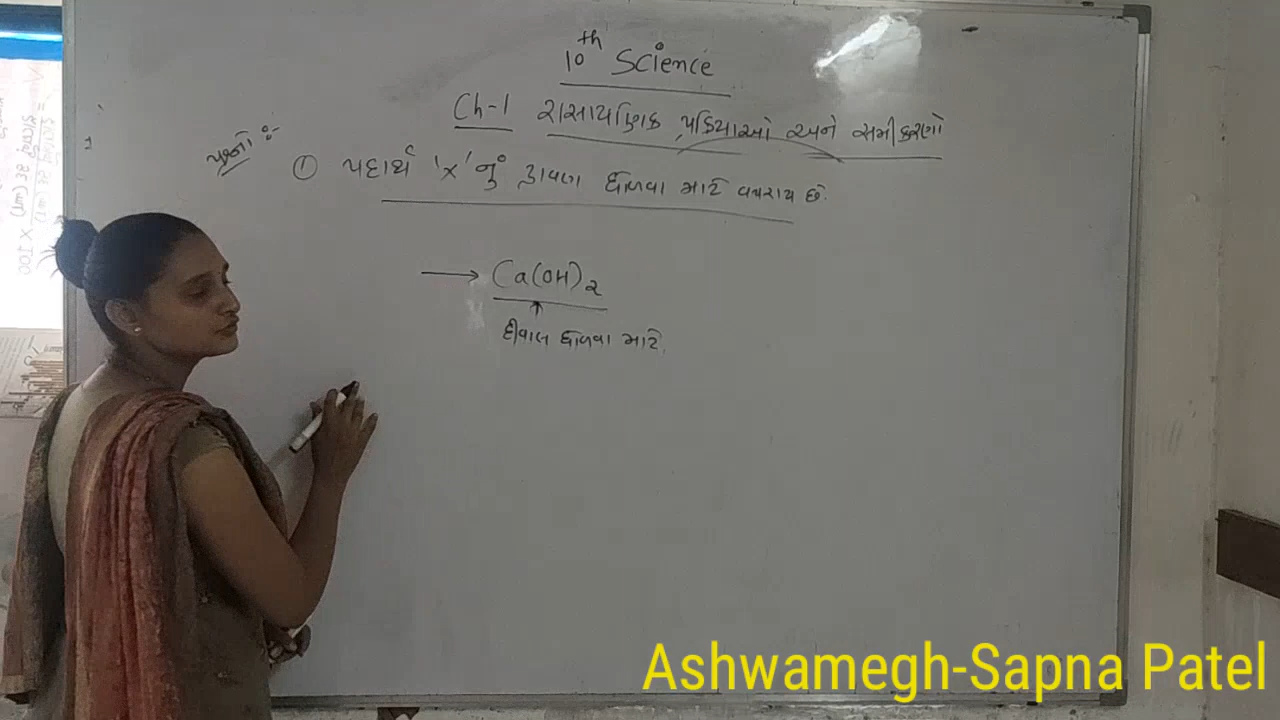 10th Science
Ch-1 રાસાયણિક પ્રક્રિયાઓ અને સમીકરણો
પ્રશ્નો :-
① પદાર્થ 'x' નું દ્રાવણ ધોળવા માટે વપરાય છે.
→ Ca(OH)2
↑
દીવાલ ધોળવા માટે.
Ashwamegh-Sapna Patel